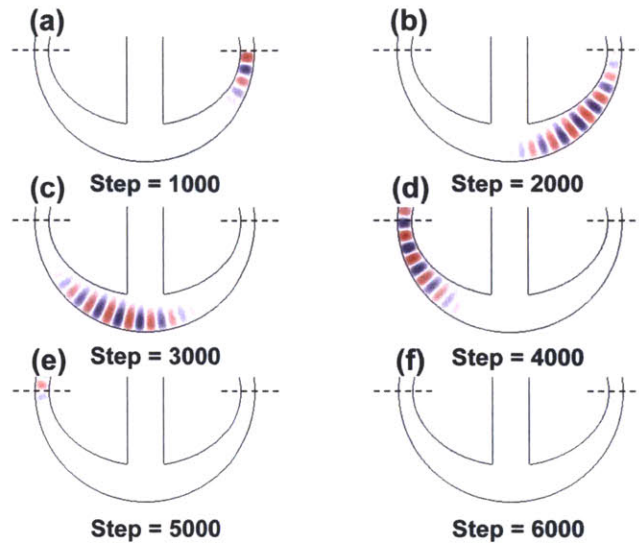 (a)
(b)
Step = 1000
Step = 2000
(c)
(d)
Step = 3000
Step = 4000
(e)
(f)
Step = 5000
Step = 6000